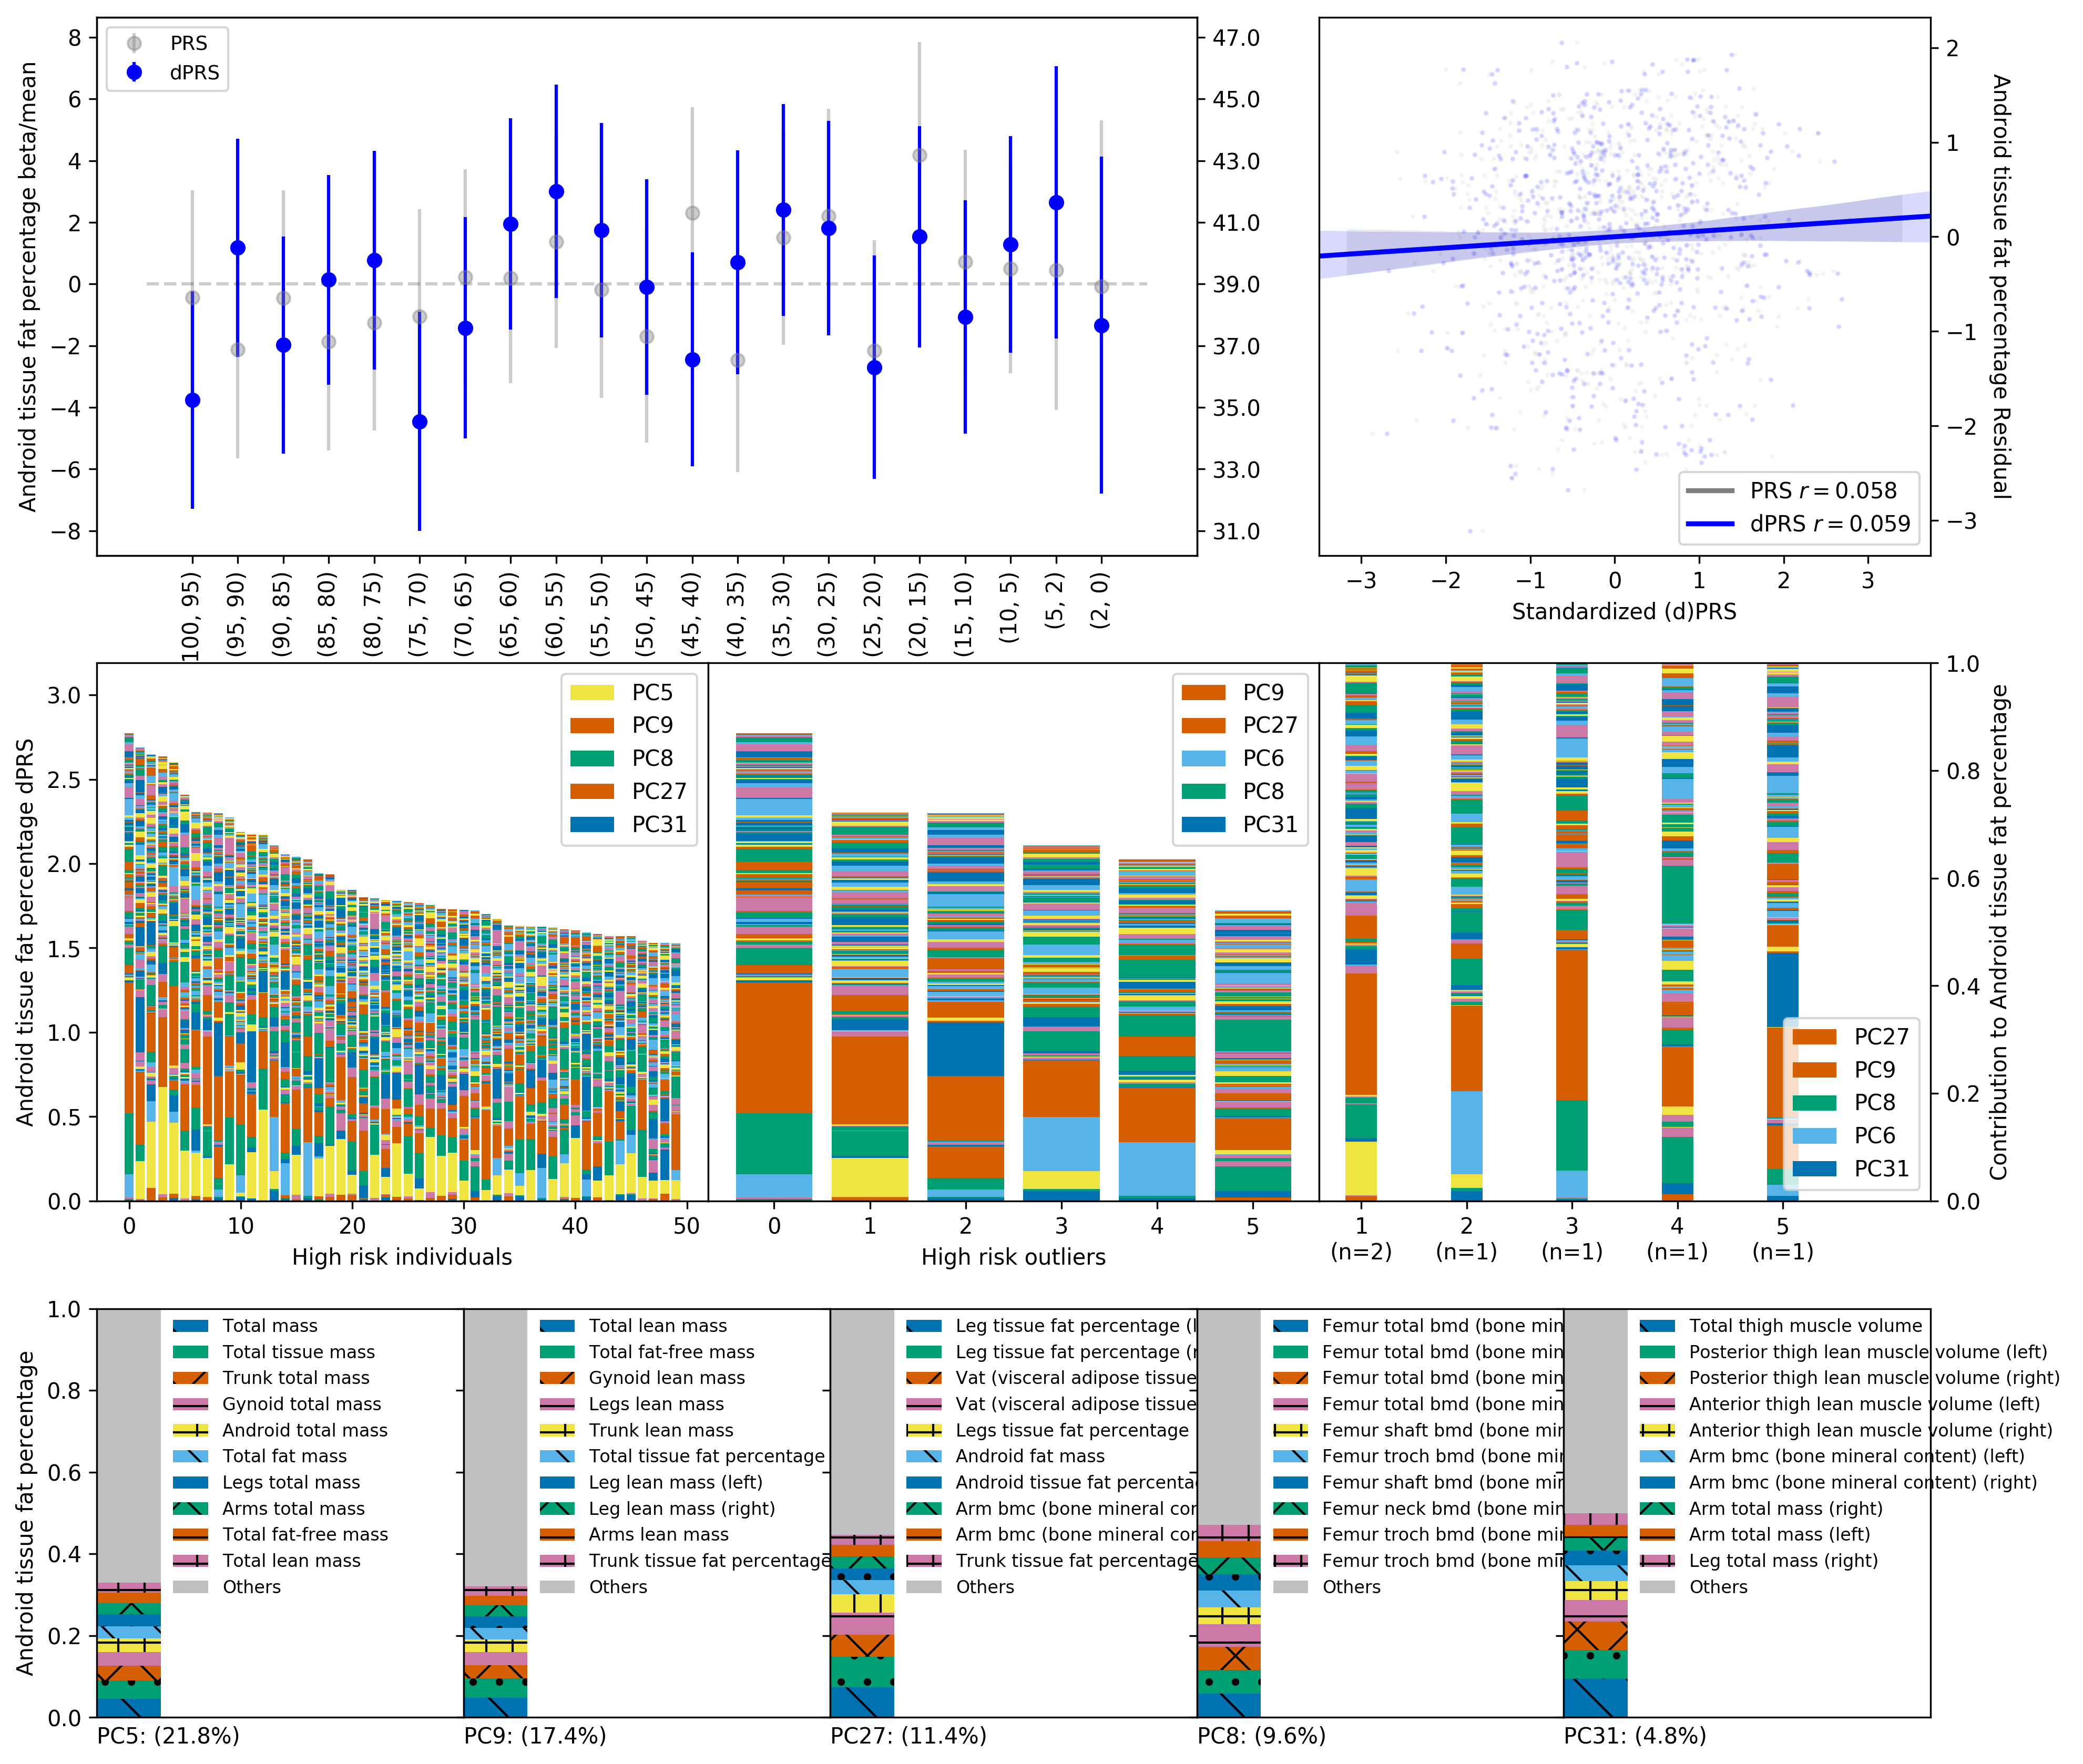 Android tissue fat percentage beta/mean
8
6
4
2
0
−2
−4
−6
−8
PRS
dPRS
47.0
45.0
43.0
41.0
39.0
37.0
35.0
33.0
31.0
100, 95)
(95, 90)
(90, 85)
(85, 80)
(80, 75)
(75, 70)
(70, 65)
(65, 60)
(60, 55)
(55, 50)
(50, 45)
(45, 40)
(40, 35)
(35, 30)
(30, 25)
(25, 20)
(20, 15)
(15, 10)
(10, 5)
(5, 2)
(2, 0)
2
1
0
−1
−2
−3
Android tissue fat percentage Residual
PRS r = 0.058
dPRS r = 0.059
−3 −2 −1 0 1 2 3
Standardized (d)PRS
Android tissue fat percentage dPRS
3.0
2.5
2.0
1.5
1.0
0.5
0.0
PC5
PC9
PC8
PC27
PC31
0 10 20 30 40 50
High risk individuals
PC9
PC27
PC6
PC8
PC31
0 1 2 3 4 5
High risk outliers
PC27
PC9
PC8
PC6
PC31
1 2 3 4 5
(n=2) (n=1) (n=1) (n=1) (n=1)
1.0
0.8
0.6
0.4
0.2
0.0
Contribution to Android tissue fat percentage
Android tissue fat percentage
1.0
0.8
0.6
0.4
0.2
0.0
Total mass
Total tissue mass
Trunk total mass
Gynoid total mass
Android total mass
Total fat mass
Legs total mass
Arms total mass
Total fat-free mass
Total lean mass
Others
PC5: (21.8%)
Total lean mass
Total fat-free mass
Gynoid lean mass
Legs lean mass
Trunk lean mass
Total tissue fat percentage
Leg lean mass (left)
Leg lean mass (right)
Arms lean mass
Trunk tissue fat percentage
Others
PC9: (17.4%)
Leg tissue fat percentage (l
Leg tissue fat percentage (r
Vat (visceral adipose tissue
Vat (visceral adipose tissue
Legs tissue fat percentage
Android fat mass
Android tissue fat percenta
Arm bmc (bone mineral con
Arm bmc (bone mineral con
Trunk tissue fat percentage
Others
PC27: (11.4%)
Femur total bmd (bone min
Femur total bmd (bone min
Femur total bmd (bone min
Femur total bmd (bone min
Femur shaft bmd (bone min
Femur troch bmd (bone min
Femur shaft bmd (bone min
Femur neck bmd (bone min
Femur troch bmd (bone min
Femur troch bmd (bone min
Others
PC8: (9.6%)
Total thigh muscle volume
Posterior thigh lean muscle volume (left)
Posterior thigh lean muscle volume (right)
Anterior thigh lean muscle volume (left)
Anterior thigh lean muscle volume (right)
Arm bmc (bone mineral content) (left)
Arm bmc (bone mineral content) (right)
Arm total mass (right)
Arm total mass (left)
Leg total mass (right)
Others
PC31: (4.8%)